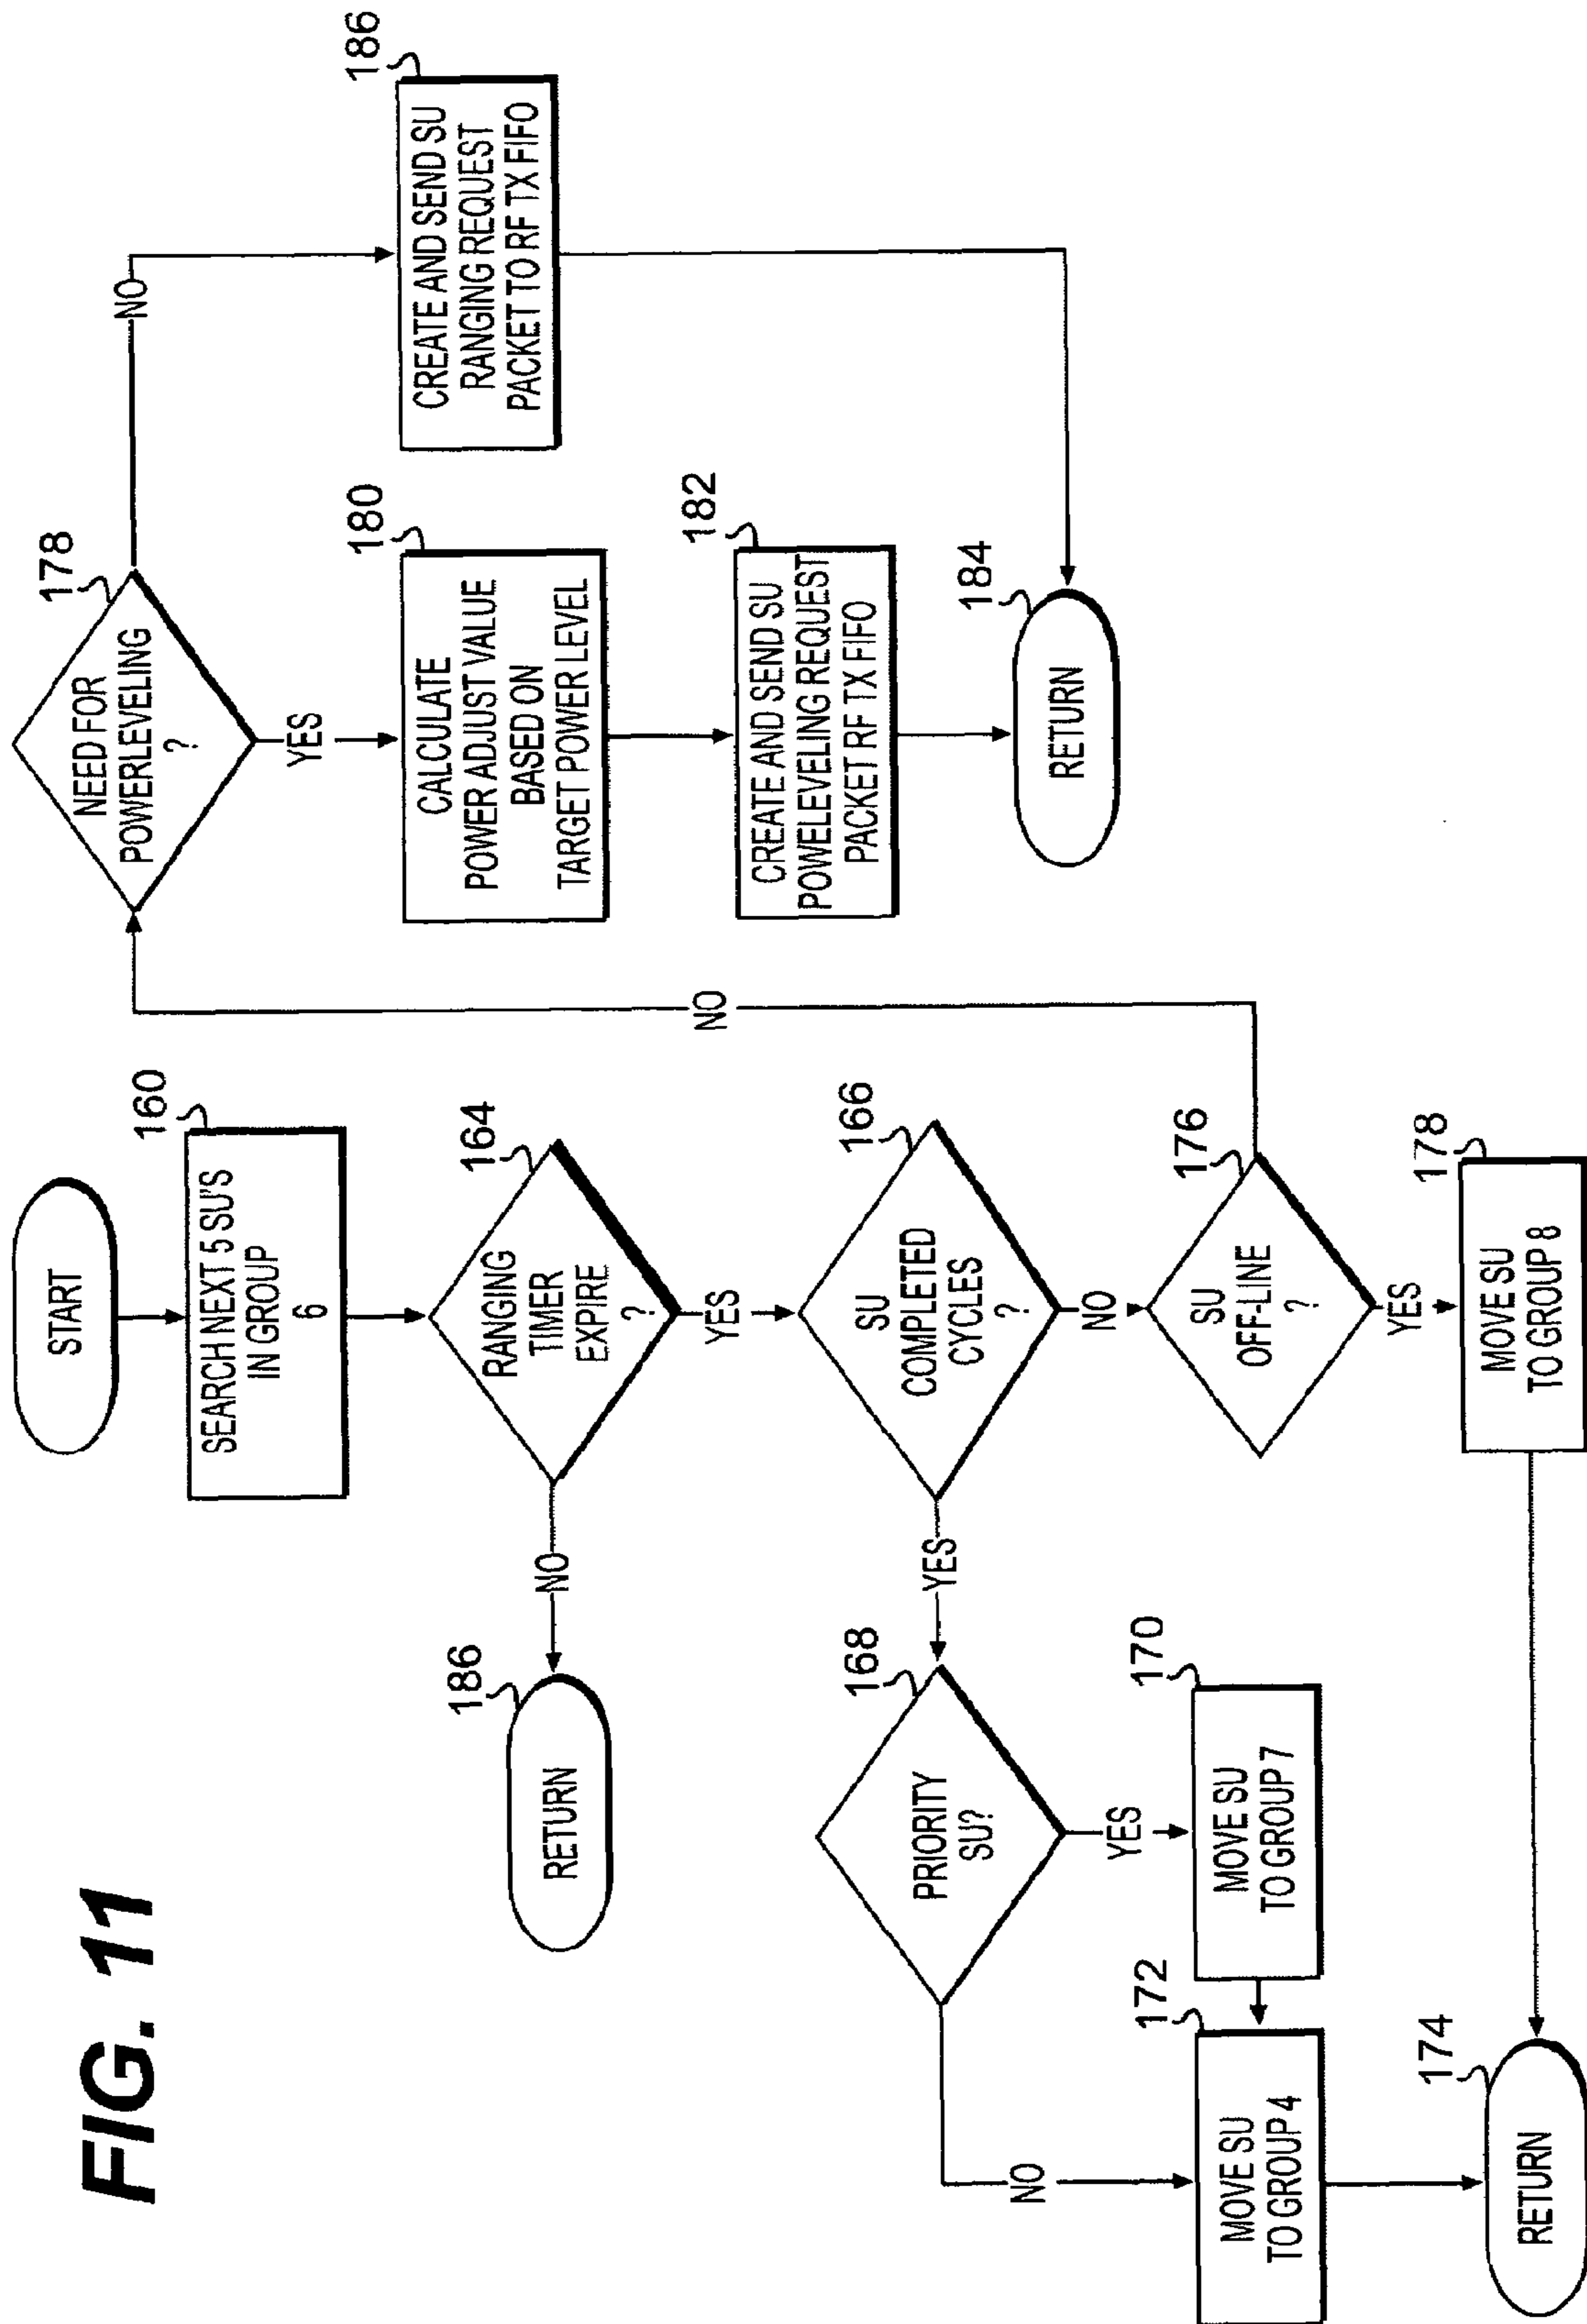 FIG. 11
START
160
SEARCH NEXT 5 SU'S
IN GROUP
6
164
RANGING
TIMER
EXPIRE
?
NO
186
RETURN
YES
166
SU
COMPLETED
CYCLES
?
YES
168
PRIORITY
SU?
YES
170
MOVE SU
TO GROUP 7
NO
172
MOVE SU
TO GROUP 4
174
RETURN
NO
176
SU
OFF-LINE
?
YES
178
MOVE SU
TO GROUP 8
NO
178
NEED FOR
POWERLEVELING
?
YES
180
CALCULATE
POWER ADJUST VALUE
BASED ON
TARGET POWER LEVEL
182
CREATE AND SEND SU
POWELEVELING REQUEST
PACKET RF TX FIFO
184
RETURN
NO
186
CREATE AND SEND SU
RANGING REQUEST
PACKET TO RF TX FIFO